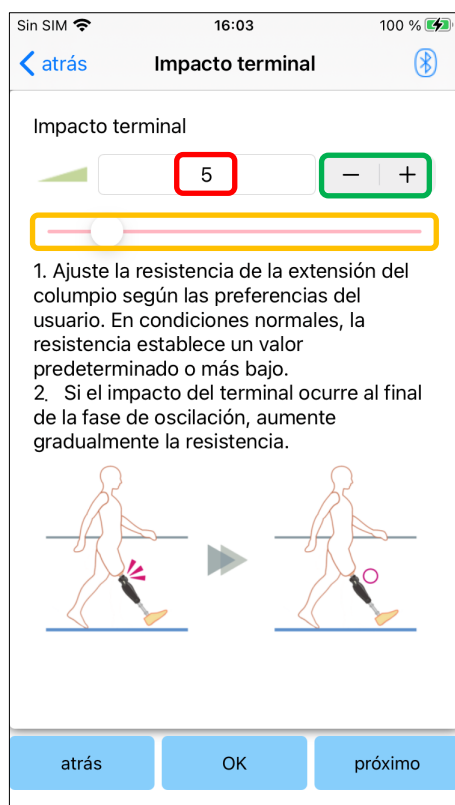 Sin SIM 16:03 100 %
atrás Impacto terminal
Impacto terminal
5 − +
1. Ajuste la resistencia de la extensión del
columpio según las preferencias del
usuario. En condiciones normales, la
resistencia establece un valor
predeterminado o más bajo.
2. Si el impacto del terminal ocurre al final
de la fase de oscilación, aumente
gradualmente la resistencia.
atrás OK próximo